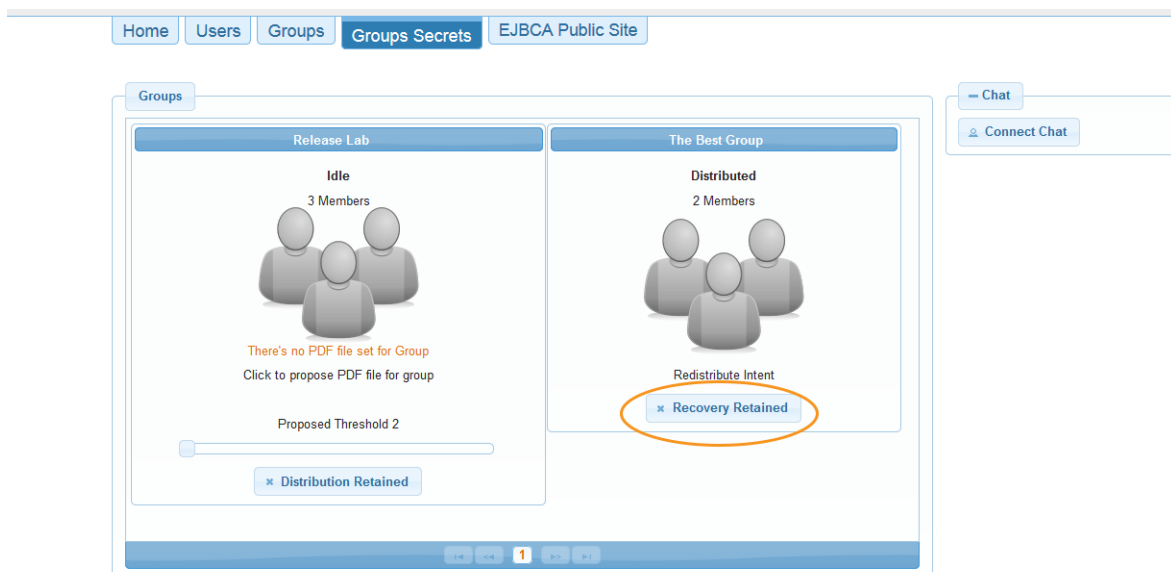 Home Users Groups Groups Secrets EJBCA Public Site
Groups
Release Lab
Idle
3 Members
There's no PDF file set for Group
Click to propose PDF file for group
Proposed Threshold 2
Distribution Retained
The Best Group
Distributed
2 Members
Redistribute Intent
Recovery Retained
1
Chat
Connect Chat